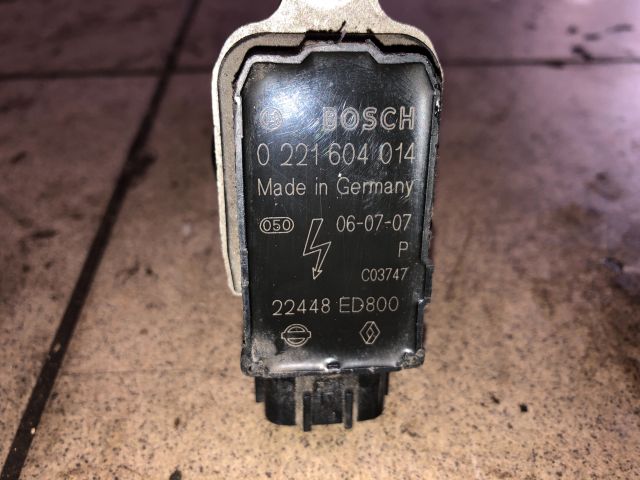 BOSCH
0 221 604 014
Made in Germany
050 06-07-07
P
C03747
22448 ED800